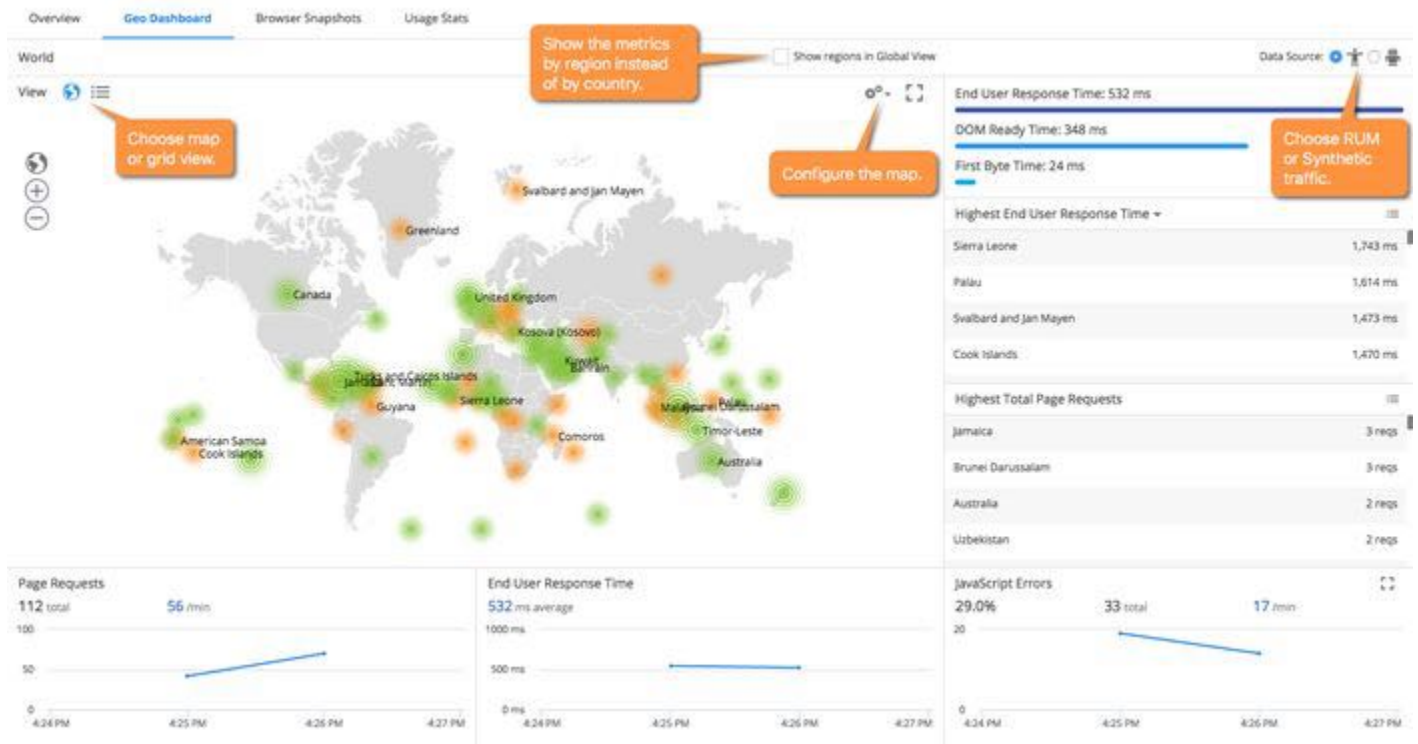 Overview Geo Dashboard Browser Snapshots Usage Stats
World
Show the metrics
by region instead
of by country.
Show regions in Global View
Data Source:
View
Choose map
or grid view.
Configure the map.
Choose RUM
or Synthetic
traffic.
End User Response Time: 532 ms
DOM Ready Time: 348 ms
First Byte Time: 24 ms
Svalbard and Jan Mayen
Greenland
Canada
United Kingdom
Kosova (Kosovo)
Kuwait
Bahrain
Turks and Caicos Islands
Guyana
Sierra Leone
Palau
Brunei Darussalam
Timor-Leste
American Samoa
Cook Islands
Comoros
Australia
Highest End User Response Time
Sierra Leone 1,743 ms
Palau 1,614 ms
Svalbard and Jan Mayen 1,473 ms
Cook Islands 1,470 ms
Highest Total Page Requests
Jamaica 3 reqs
Brunei Darussalam 3 reqs
Australia 2 reqs
Uzbekistan 2 reqs
Page Requests
112 total 56 /min
100
50
0
4:24 PM 4:25 PM 4:26 PM 4:27 PM
End User Response Time
532 ms average
1000 ms
500 ms
0 ms
4:24 PM 4:25 PM 4:26 PM 4:27 PM
JavaScript Errors
29.0% 33 total 17 /min
20
0
4:24 PM 4:25 PM 4:26 PM 4:27 PM